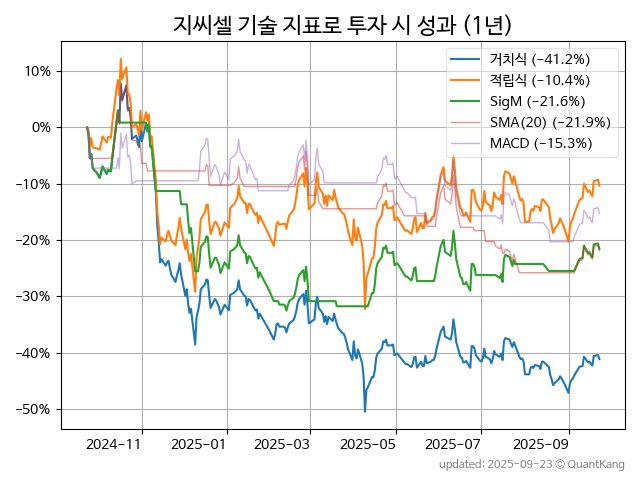 지씨셀 기술 지표로 투자 시 성과 (1년)
거치식 (−41.2%)
적립식 (−10.4%)
SigM (−21.6%)
SMA(20) (−21.9%)
MACD (−15.3%)
10%
0%
−10%
−20%
−30%
−40%
−50%
2024-11
2025-01
2025-03
2025-05
2025-07
2025-09
updated: 2025-09-23 ⓒ QuantKang